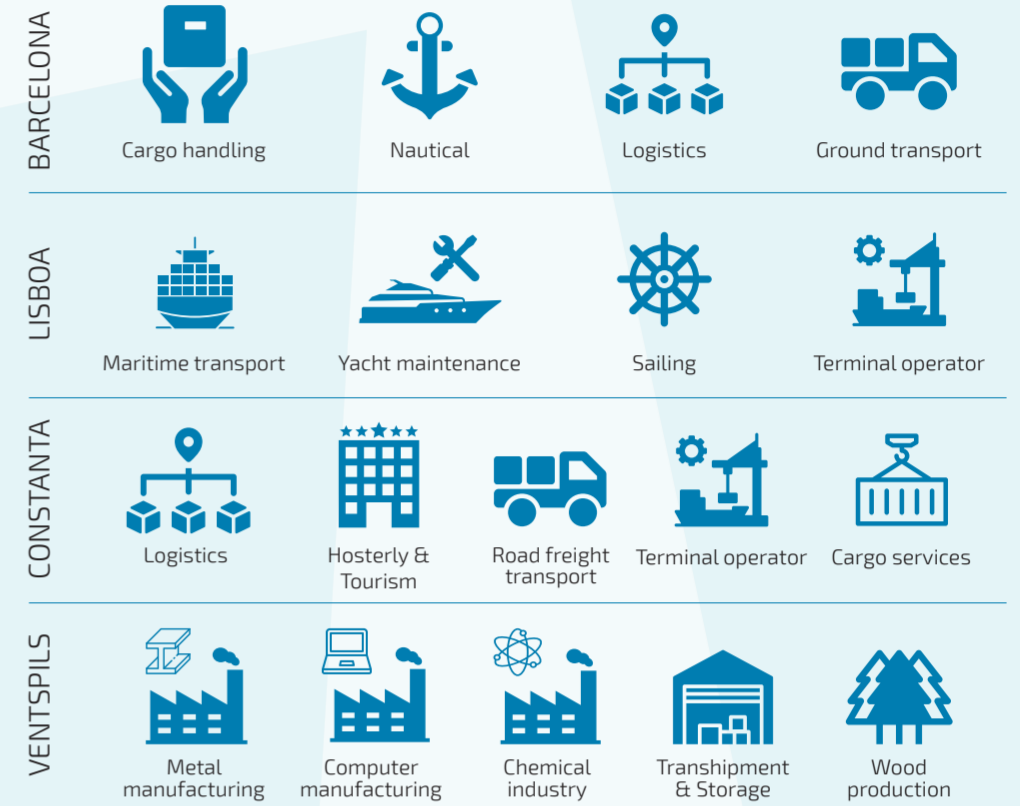 BARCELONA
Cargo handling
Nautical
Logistics
Ground transport
LISBOA
Maritime transport
Yacht maintenance
Sailing
Terminal operator
CONSTANTA
Logistics
Hosterly &
Tourism
Road freight
transport
Terminal operator
Cargo services
VENTSPILS
Metal
manufacturing
Computer
manufacturing
Chemical
industry
Transhipment
& Storage
Wood
production